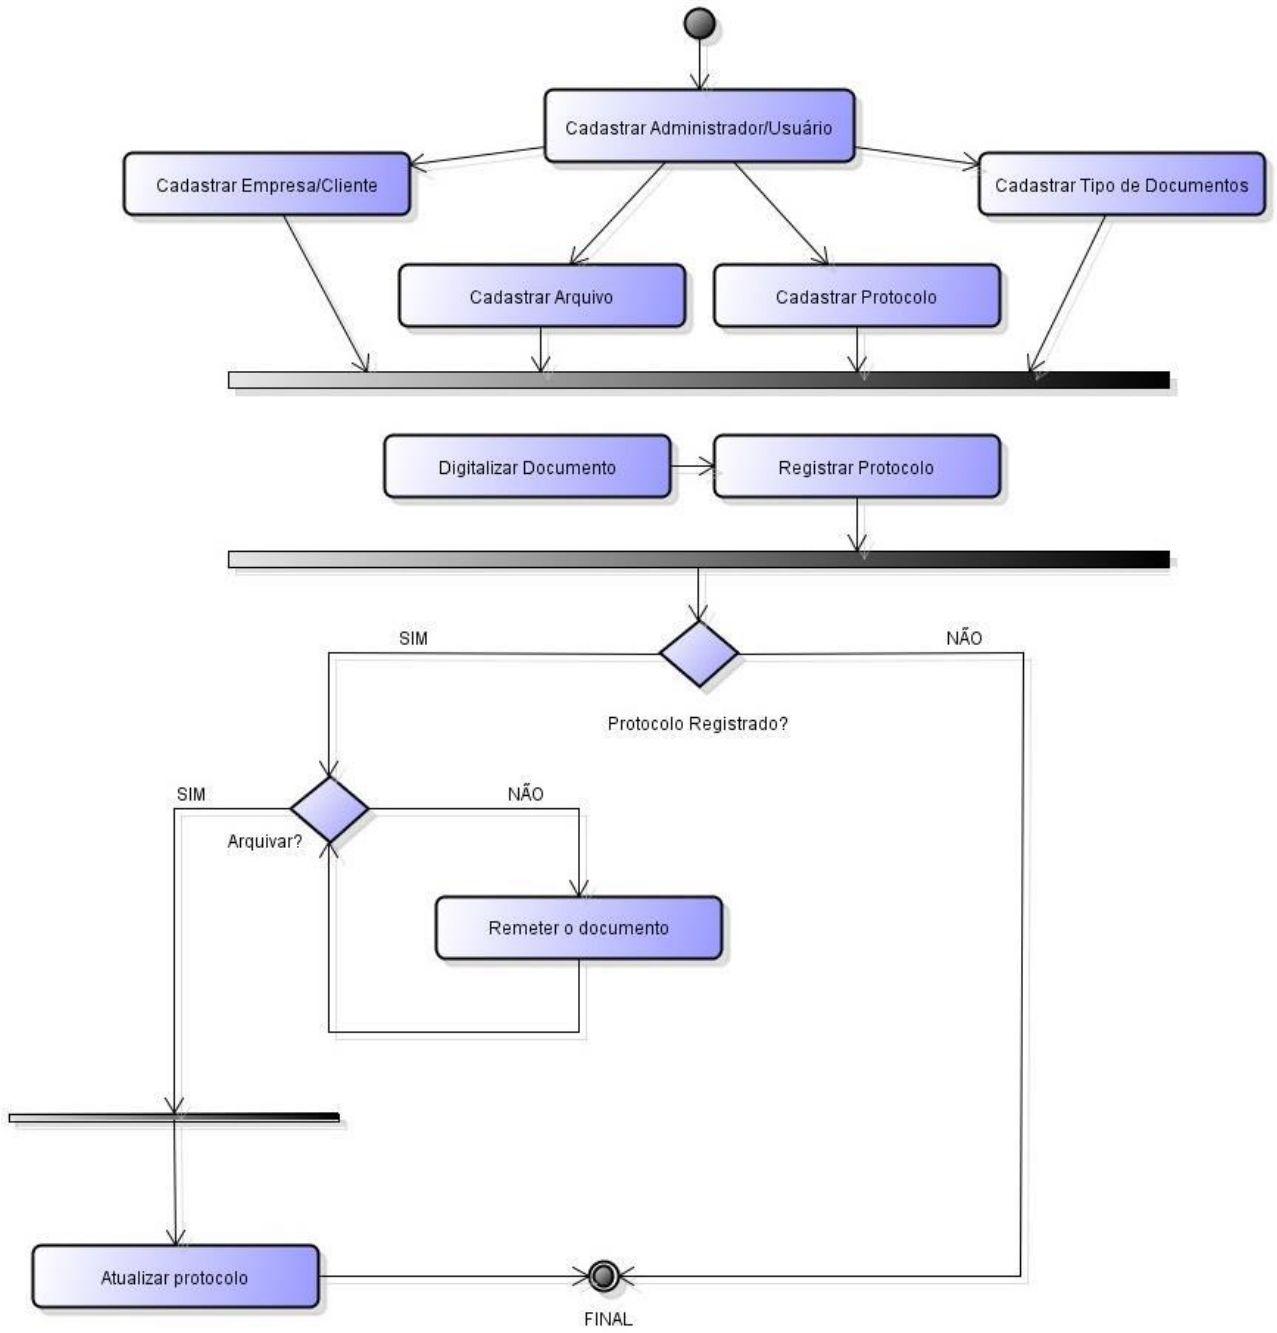 Cadastrar Administrador/Usuário
Cadastrar Empresa/Cliente
Cadastrar Tipo de Documentos
Cadastrar Arquivo
Cadastrar Protocolo
Digitalizar Documento
Registrar Protocolo
SIM
NÃO
Protocolo Registrado?
SIM
NÃO
Arquivar?
Remeter o documento
Atualizar protocolo
FINAL